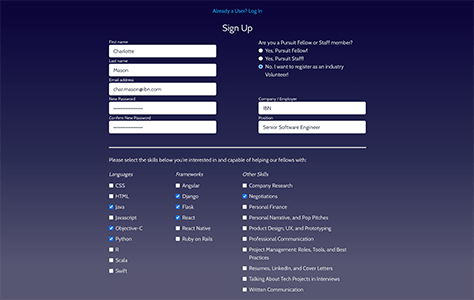 Already a User? Log In
Sign Up
First name
Charlotte
Last name
Mason
Email address
char.mason@ibn.com
New Password
Confirm New Password
Are you a Pursuit Fellow or Staff member?
Yes, Pursuit Fellow!
Yes, Pursuit Staff!
No, I want to register as an industry
Volunteer!
Company / Employer
IBN
Position
Senior Software Engineer
Please select the skills below you're interested in and capable of helping our fellows with:
Languages
CSS
HTML
Java
Javascript
Objective-C
Python
R
Scala
Swift
Frameworks
Angular
Django
Flask
React
React Native
Ruby on Rails
Other Skills
Company Research
Negotiations
Personal Finance
Personal Narrative, and Pop Pitches
Product Design, UX, and Prototyping
Professional Communication
Project Management: Roles, Tools, and Best
Practices
Resumes, LinkedIn, and Cover Letters
Talking About Tech Projects in Interviews
Written Communication